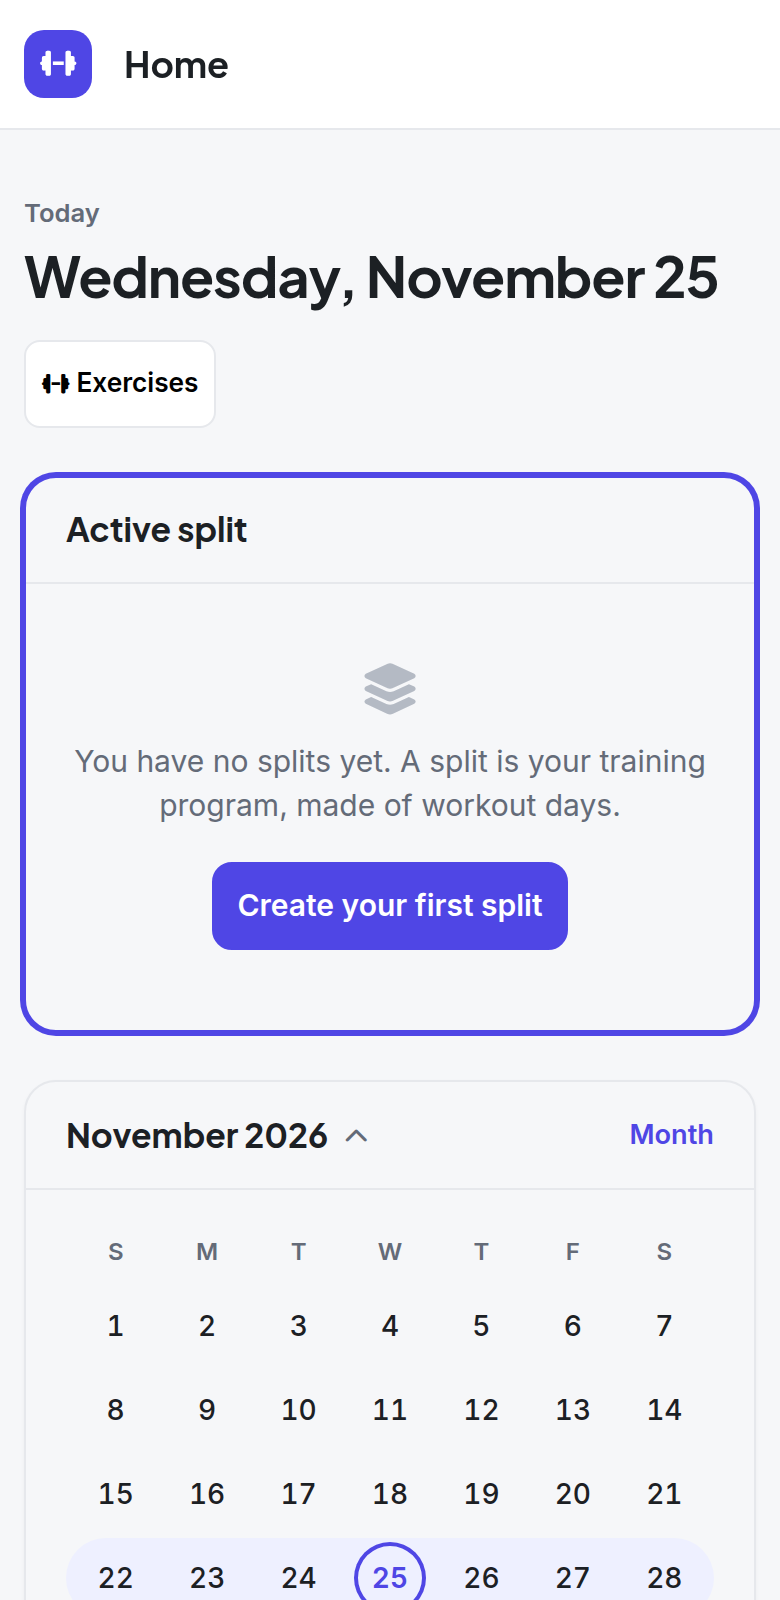 Home
Today
Wednesday, November 25
Exercises
Active split
You have no splits yet. A split is your training
program, made of workout days.
Create your first split
November 2026 Month
S M T W T F S
1 2 3 4 5 6 7
8 9 10 11 12 13 14
15 16 17 18 19 20 21
22 23 24 25 26 27 28